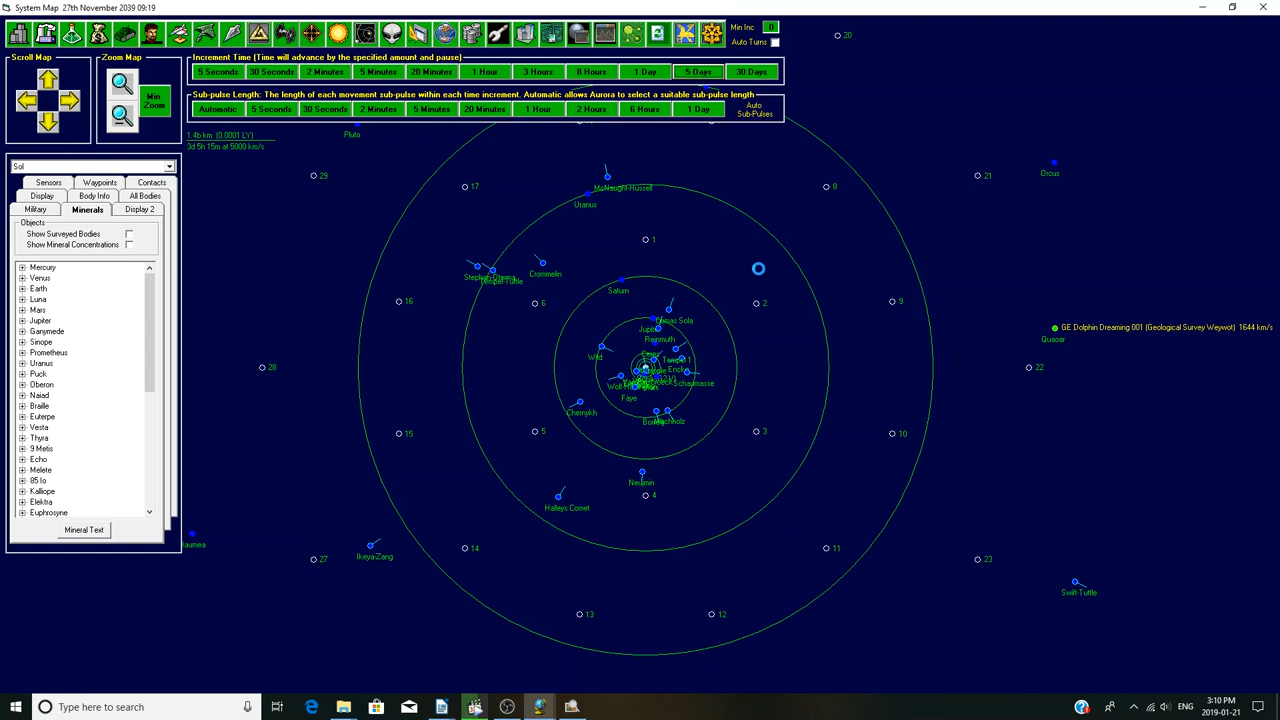 System Map   27th November 2039 09:19
Min Inc 0
Auto Turns
20
Scroll Map
Zoom Map
Min Zoom
Increment Time (Time will advance by the specified amount and pause)
5 Seconds 30 Seconds 2 Minutes 5 Minutes 20 Minutes 1 Hour 3 Hours 8 Hours 1 Day 5 Days 30 Days
Sub-pulse Length: The length of each movement sub-pulse within each time increment. Automatic allows Aurora to select a suitable sub-pulse length
Automatic 5 Seconds 30 Seconds 2 Minutes 5 Minutes 20 Minutes 1 Hour 2 Hours 6 Hours 1 Day
Auto Sub-Pulses
1.4b km (0.0001 LY)
3d 5h 15m at 5000 km/s
Pluto
Sol
Sensors Waypoints Contacts
Display Body Info All Bodies
Military Minerals Display 2
Objects
Show Surveyed Bodies
Show Mineral Concentrations
Mercury
Venus
Earth
Luna
Mars
Jupiter
Ganymede
Sinope
Prometheus
Uranus
Puck
Oberon
Naiad
Braille
Euterpe
Vesta
Thyra
9 Metis
Echo
Melete
85 Io
Kalliope
Elektra
Euphrosyne
Mineral Text
29
17
McNaught-Russell
8
21
Orcus
Uranus
1
Crommelin
Saturn
16
6
2
9
GE Dolphin Dreaming 001 (Geological Survey Weywot) 1644 km/s
Quaoar
Reinmuth
Wild
28
22
Encke
Schaumasse
Faye
Chernykh
15
5
3
10
Neujmin
4
Halleys Comet
Haumea
Ikeya-Zang
14
11
27
23
Swift-Tuttle
13
12
Type here to search
ENG
3:10 PM
2019-01-21